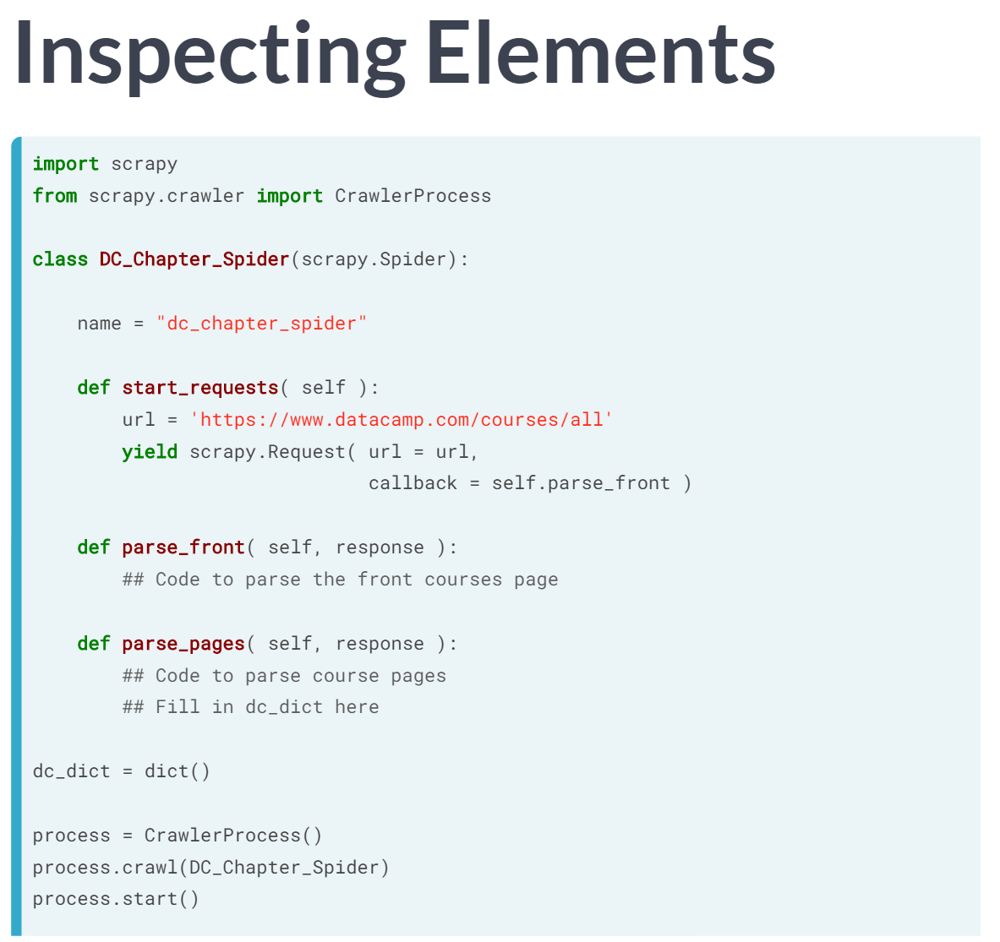 Inspecting Elements
import scrapy
from scrapy.crawler import CrawlerProcess
class DC_Chapter_Spider(scrapy.Spider):
    name = "dc_chapter_spider"
    def start_requests( self ):
        url = 'https://www.datacamp.com/courses/all'
        yield scrapy.Request( url = url,
                              callback = self.parse_front )
    def parse_front( self, response ):
        ## Code to parse the front courses page
    def parse_pages( self, response ):
        ## Code to parse course pages
        ## Fill in dc_dict here
dc_dict = dict()
process = CrawlerProcess()
process.crawl(DC_Chapter_Spider)
process.start()